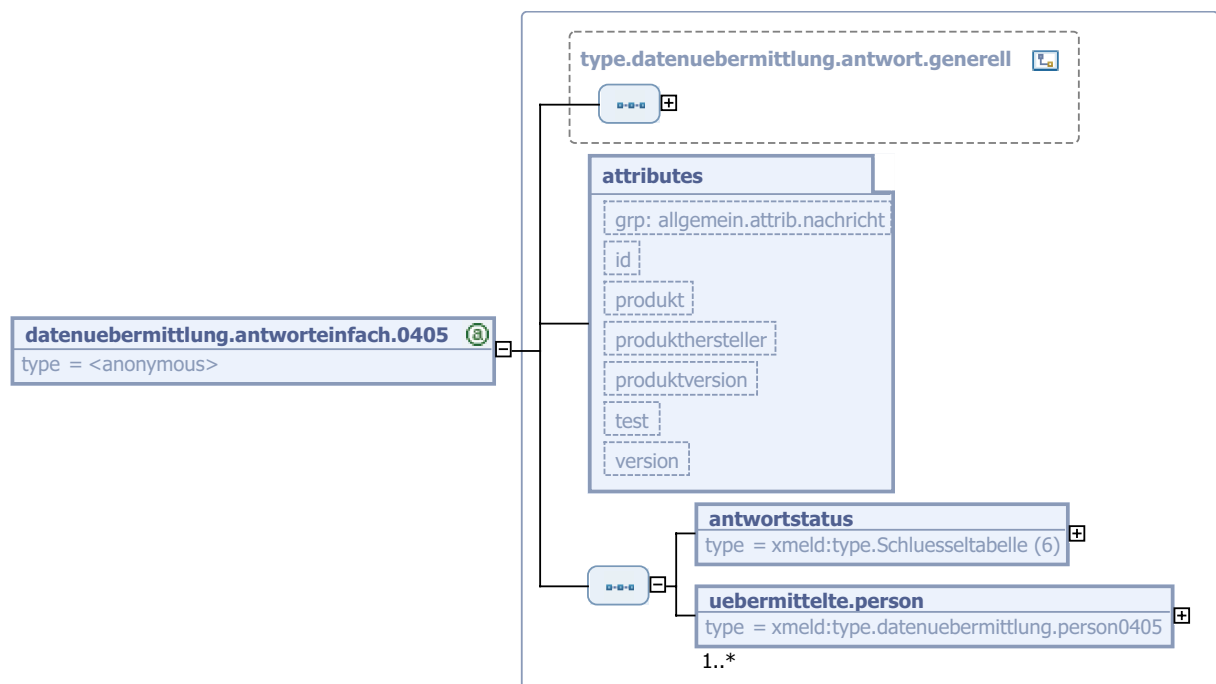 type.datenuebermittlung.antwort.generell
attributes
grp: allgemein.attrib.nachricht
id
produkt
produkthersteller
produktversion
test
version
datenuebermittlung.antworteinfach.0405 a
type = <anonymous>
antwortstatus
type = xmeld:type.Schluesseltabelle (6)
uebermittelte.person
type = xmeld:type.datenuebermittlung.person0405
1..*